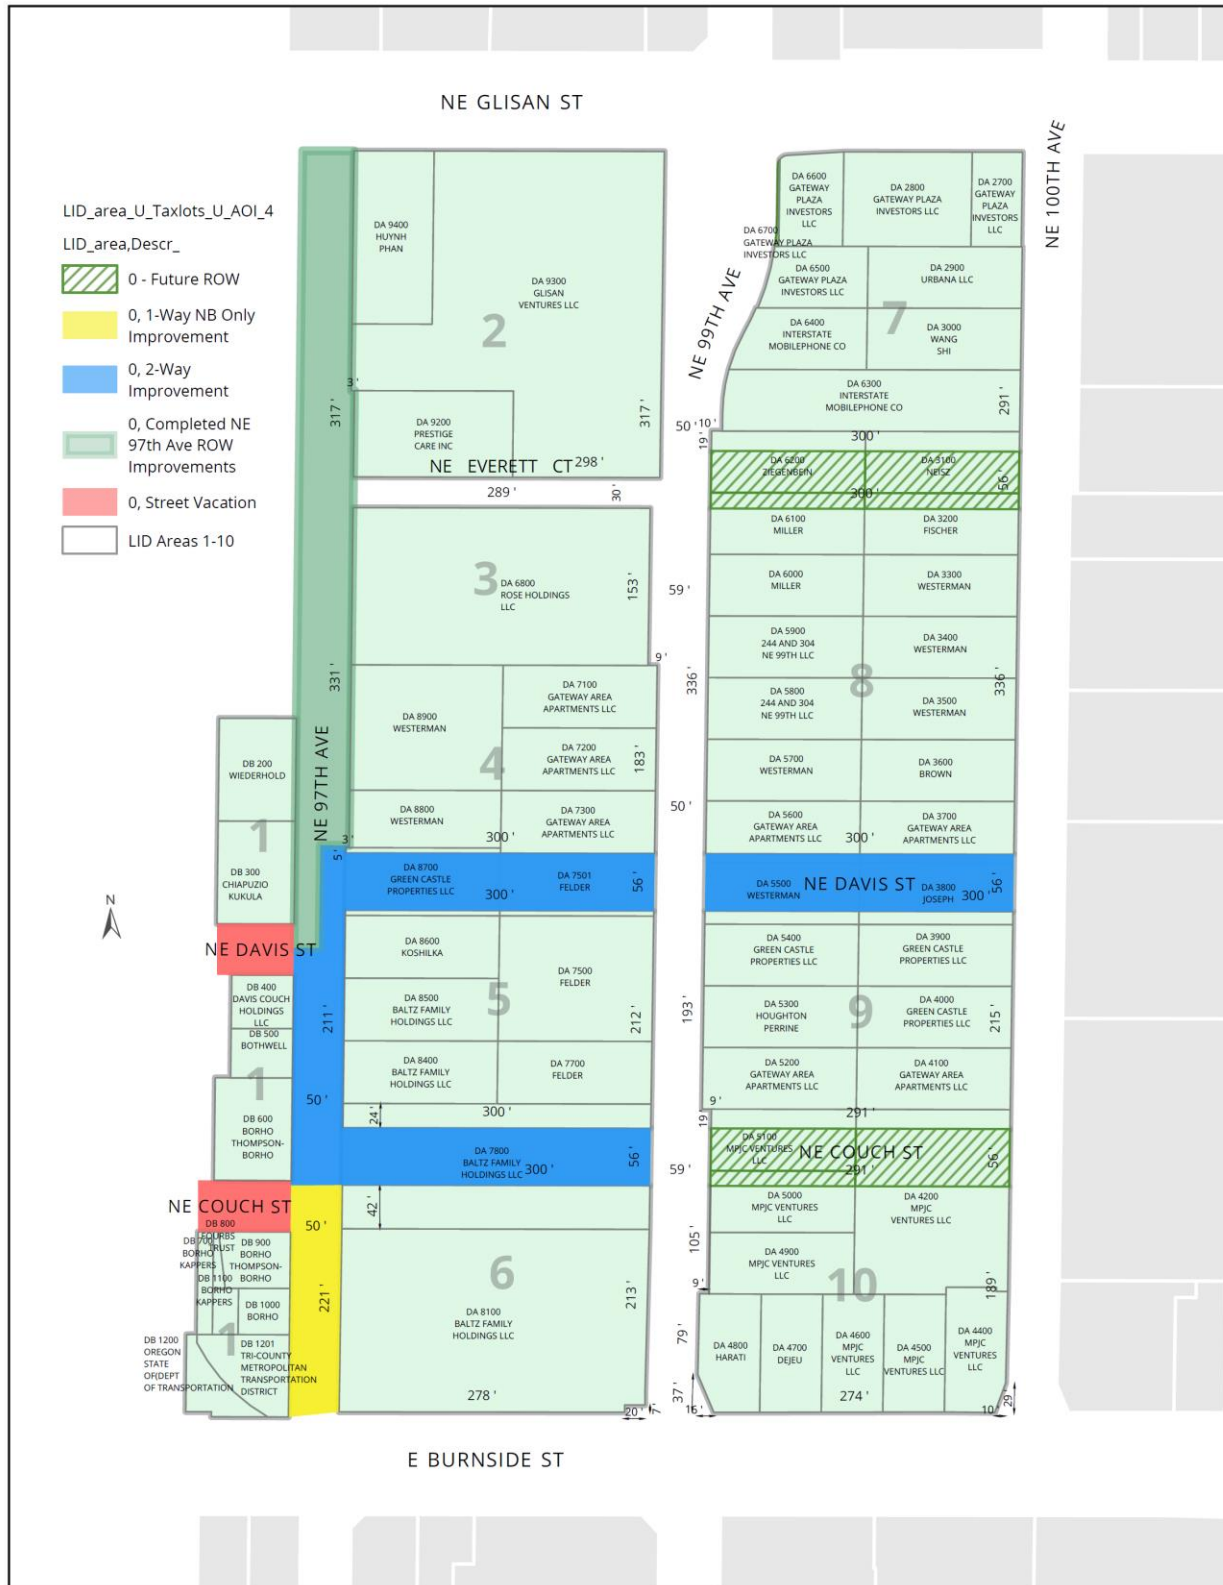 NE GLISAN ST
NE 100TH AVE
NE 99TH AVE
LID_area_U_Taxlots_U_AOI_4
LID_area,Descr_
0 - Future ROW
0, 1-Way NB Only
Improvement
0, 2-Way
Improvement
0, Completed NE
97th Ave ROW
Improvements
0, Street Vacation
LID Areas 1-10
DA 9400
HUYNH
PHAN
DA 9300
GLISAN
VENTURES LLC
2
3 '
317 '
317 '
DA 9200
PRESTIGE
CARE INC
298 '
NE EVERETT CT
289 '
30 '
DA 6600
GATEWAY
PLAZA
INVESTORS
LLC
DA 2800
GATEWAY PLAZA
INVESTORS LLC
DA 2700
GATEWAY
PLAZA
INVESTORS
LLC
DA 6700
GATEWAY PLAZA
INVESTORS LLC
DA 6500
GATEWAY PLAZA
INVESTORS LLC
DA 2900
URBANA LLC
7
DA 6400
INTERSTATE
MOBILEPHONE CO
DA 3000
WANG
SHI
DA 6300
INTERSTATE
MOBILEPHONE CO
291 '
50 '
10 '
19 '
300 '
DA 6200
ZIEGENBEIN
DA 3100
NEISZ
56 '
300 '
3
DA 6800
ROSE HOLDINGS
LLC
153 '
9 '
59 '
331 '
336 '
DA 6100
MILLER
DA 3200
FISCHER
DA 6000
MILLER
DA 3300
WESTERMAN
DA 5900
244 AND 304
NE 99TH LLC
DA 3400
WESTERMAN
8
336 '
DA 5800
244 AND 304
NE 99TH LLC
DA 3500
WESTERMAN
DA 5700
WESTERMAN
DA 3600
BROWN
DA 5600
GATEWAY AREA
APARTMENTS LLC
DA 3700
GATEWAY AREA
APARTMENTS LLC
300 '
NE 97TH AVE
DA 8900
WESTERMAN
DA 7100
GATEWAY AREA
APARTMENTS LLC
DA 7200
GATEWAY AREA
APARTMENTS LLC
4
183 '
DA 8800
WESTERMAN
DA 7300
GATEWAY AREA
APARTMENTS LLC
300 '
3 '
5 '
50 '
DB 200
WIEDERHOLD
1
DB 300
CHIAPUZIO
KUKULA
DA 8700
GREEN CASTLE
PROPERTIES LLC
DA 7501
FELDER
300 '
56 '
DA 5500
WESTERMAN
NE DAVIS ST
DA 3800
JOSEPH
300 '
56 '
N
NE DAVIS ST
DB 400
DAVIS COUCH
HOLDINGS
LLC
DB 500
BOTHWELL
1
DB 600
BORHO
THOMPSON-
BORHO
211 '
50 '
DA 8600
KOSHILKA
DA 7500
FELDER
DA 8500
BALTZ FAMILY
HOLDINGS LLC
5
212 '
DA 8400
BALTZ FAMILY
HOLDINGS LLC
DA 7700
FELDER
24 '
300 '
193 '
DA 5400
GREEN CASTLE
PROPERTIES LLC
DA 3900
GREEN CASTLE
PROPERTIES LLC
DA 5300
HOUGHTON
PERRINE
9
DA 4000
GREEN CASTLE
PROPERTIES LLC
215 '
DA 5200
GATEWAY AREA
APARTMENTS LLC
DA 4100
GATEWAY AREA
APARTMENTS LLC
9 '
19 '
291 '
DA 7800
BALTZ FAMILY
HOLDINGS LLC
300 '
56 '
59 '
DA 5100
MPJC VENTURES
LLC
NE COUCH ST
291 '
56 '
NE COUCH ST
50 '
42 '
DB 800
FOURBS
TRUST
DB 700
BORHO
KAPPERS
DB 900
BORHO
THOMPSON-
BORHO
DB 1100
BORHO
KAPPERS
DB 1000
BORHO
1
DB 1200
OREGON
STATE
OF(DEPT
OF TRANSPORTATION
DB 1201
TRI-COUNTY
METROPOLITAN
TRANSPORTATION
DISTRICT
221 '
6
DA 8100
BALTZ FAMILY
HOLDINGS LLC
213 '
278 '
20 '
7 '
DA 5000
MPJC VENTURES
LLC
DA 4200
MPJC
VENTURES LLC
105 '
DA 4900
MPJC VENTURES
LLC
10
189 '
9 '
79 '
DA 4800
HARATI
DA 4700
DEJEU
DA 4600
MPJC
VENTURES
LLC
DA 4500
MPJC
VENTURES LLC
DA 4400
MPJC
VENTURES
LLC
37 '
16 '
274 '
29 '
10 '
E BURNSIDE ST